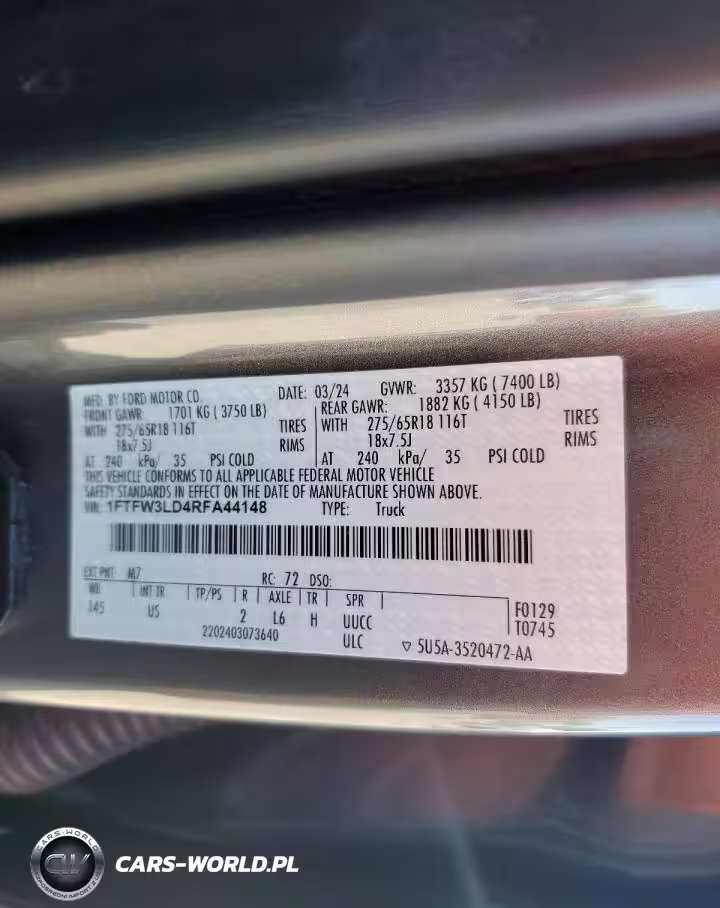 MFD. BY FORD MOTOR CO. DATE: 03/24 GVWR: 3357 KG ( 7400 LB)
FRONT GAWR: 1701 KG ( 3750 LB) REAR GAWR: 1882 KG ( 4150 LB)
WITH 275/65R18 116T TIRES WITH 275/65R18 116T TIRES
18x7.5J RIMS 18x7.5J RIMS
AT 240 kPa/ 35 PSI COLD AT 240 kPa/ 35 PSI COLD
THIS VEHICLE CONFORMS TO ALL APPLICABLE FEDERAL MOTOR VEHICLE
SAFETY STANDARDS IN EFFECT ON THE DATE OF MANUFACTURE SHOWN ABOVE.
VIN: 1FTFW3LD4RFA44148 TYPE: Truck
EXT PNT: M7 RC: 72 DSO:
WB INT TR TP/PS R AXLE TR SPR
145 US 2 L6 H UUCC F0129
2202403073640 ULC T0745
▽ 5U5A-3520472-AA
CARS-WORLD
CW
CARS-WORLD.PL